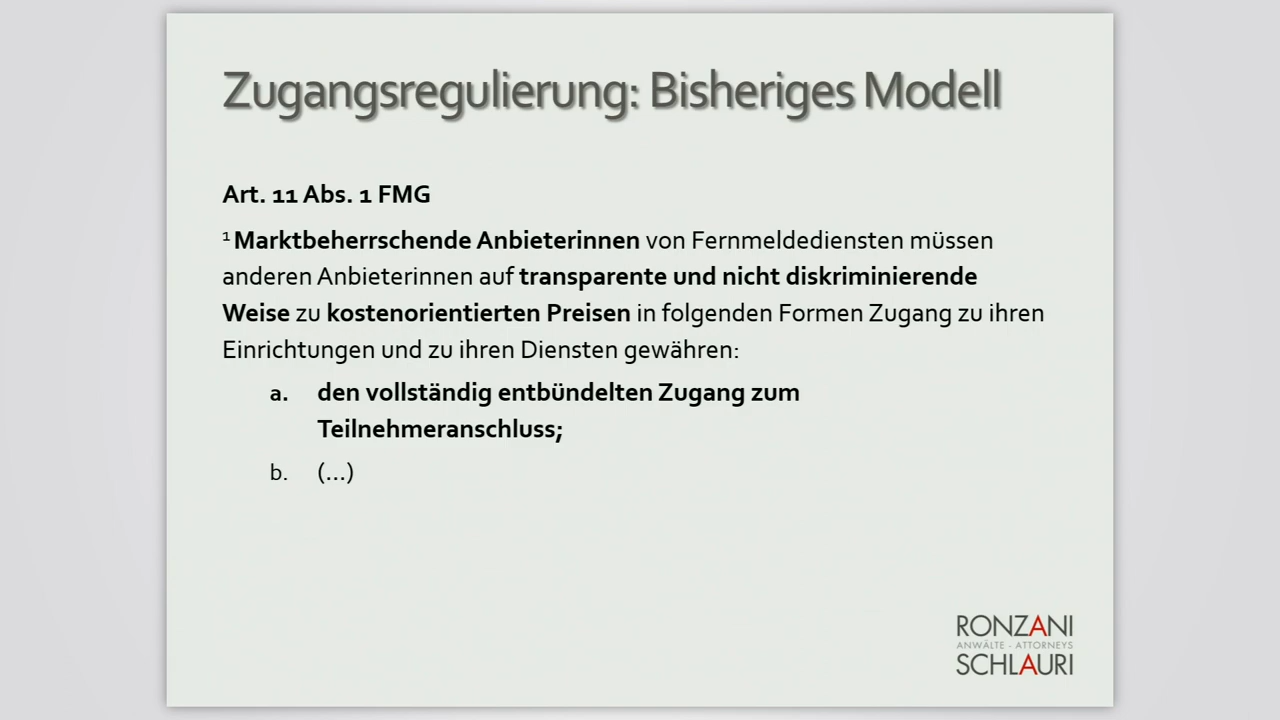 Zugangsregulierung: Bisheriges Modell
Art. 11 Abs. 1 FMG
¹ Marktbeherrschende Anbieterinnen von Fernmeldediensten müssen
anderen Anbieterinnen auf transparente und nicht diskriminierende
Weise zu kostenorientierten Preisen in folgenden Formen Zugang zu ihren
Einrichtungen und zu ihren Diensten gewähren:
a. den vollständig entbündelten Zugang zum
Teilnehmeranschluss;
b. (...)
RONZANI
ANWÄLTE - ATTORNEYS
SCHLAURI